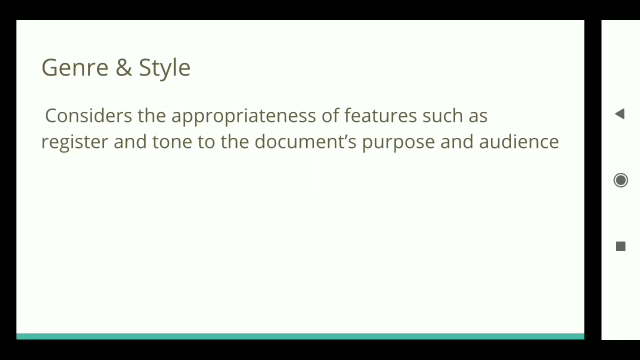 Genre & Style
Considers the appropriateness of features such as
register and tone to the document’s purpose and audience